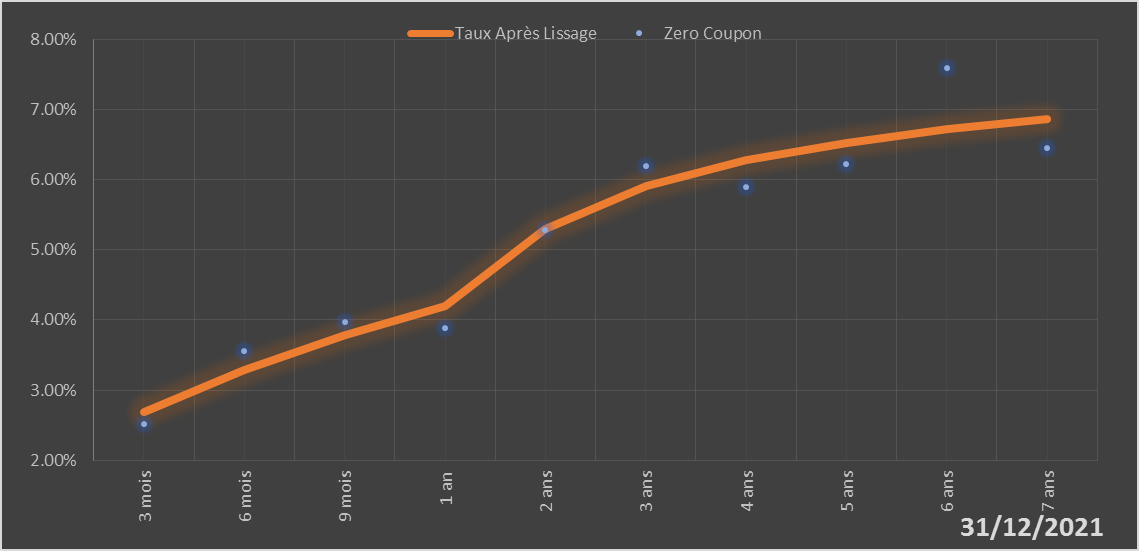 Taux Après Lissage
Zero Coupon
8.00%
7.00%
6.00%
5.00%
4.00%
3.00%
2.00%
3 mois
6 mois
9 mois
1 an
2 ans
3 ans
4 ans
5 ans
6 ans
7 ans
31/12/2021